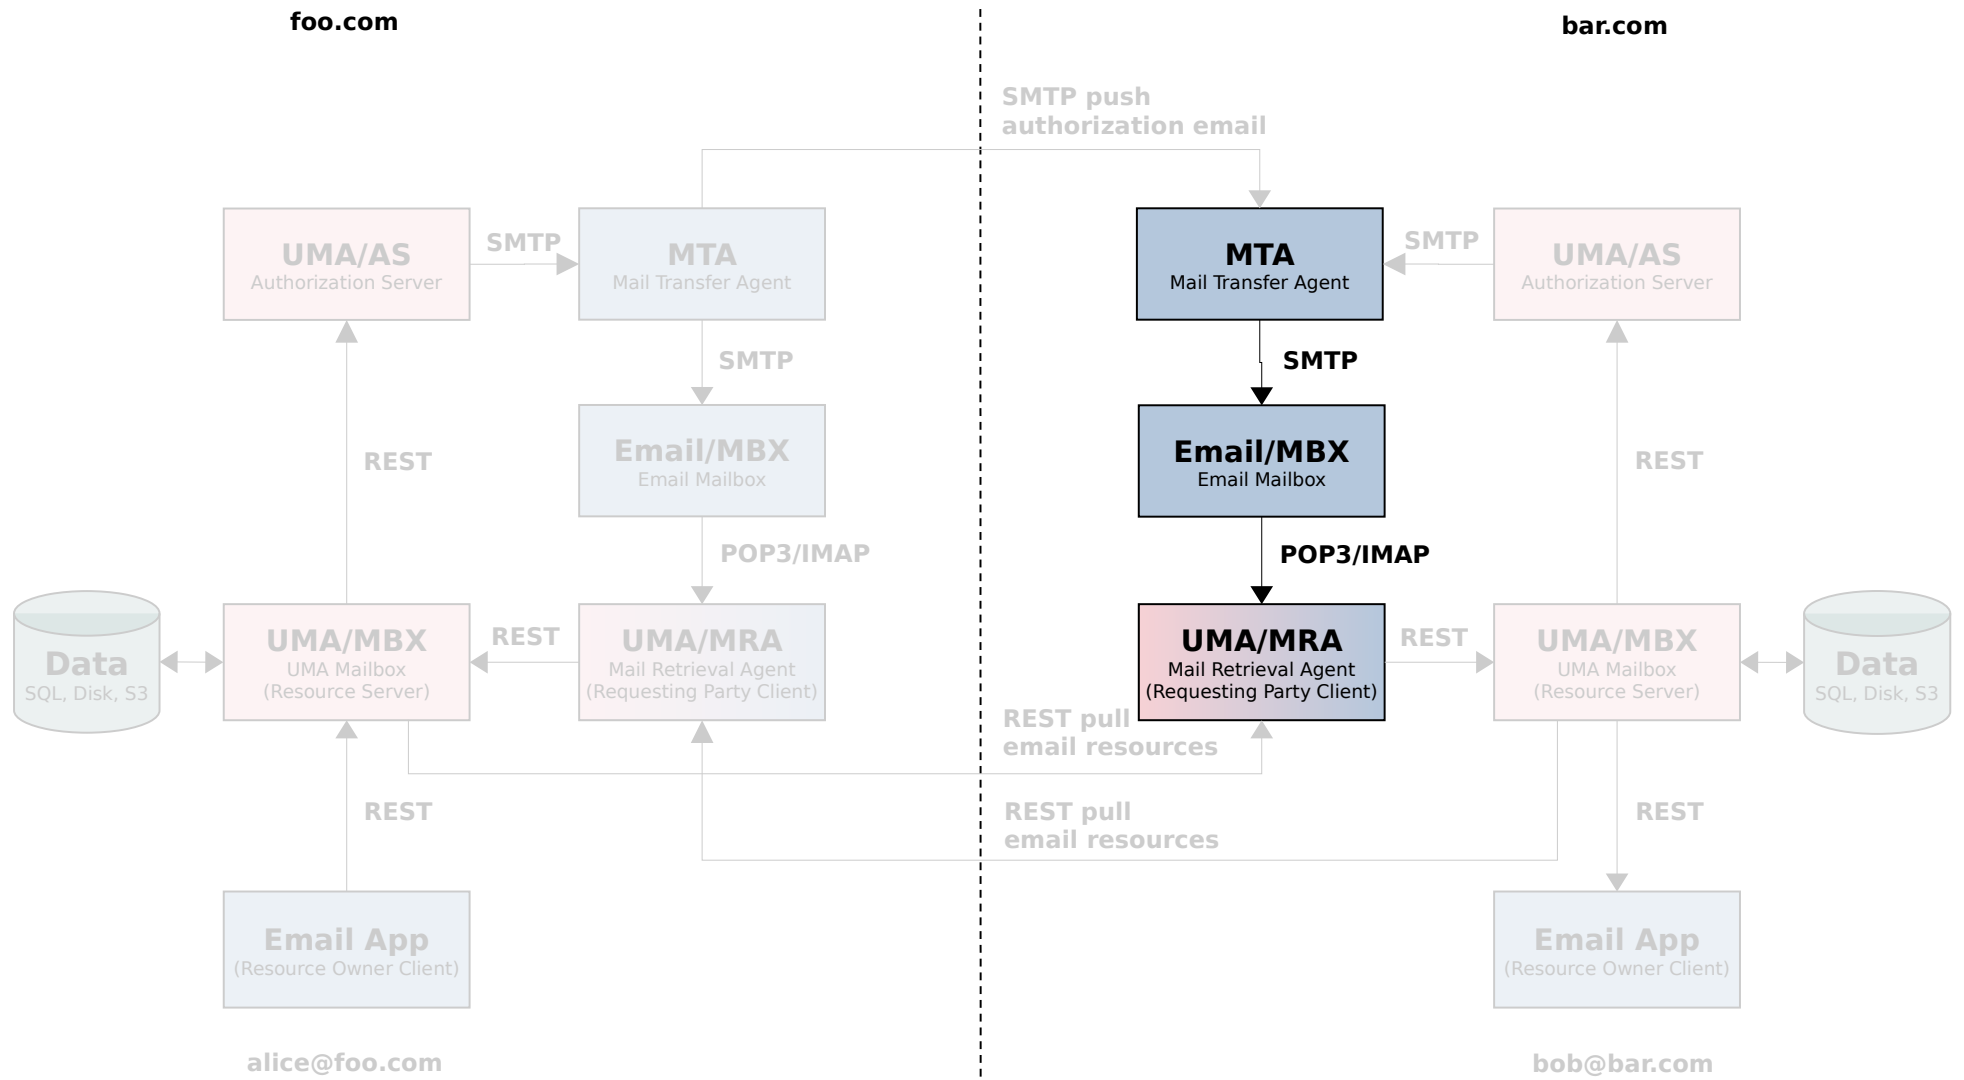 foo.com
bar.com
SMTP push
authorization email
UMA/AS
Authorization Server
SMTP
MTA
Mail Transfer Agent
MTA
Mail Transfer Agent
SMTP
UMA/AS
Authorization Server
SMTP
SMTP
REST
Email/MBX
Email Mailbox
Email/MBX
Email Mailbox
REST
POP3/IMAP
POP3/IMAP
Data
SQL, Disk, S3
UMA/MBX
UMA Mailbox
(Resource Server)
REST
UMA/MRA
Mail Retrieval Agent
(Requesting Party Client)
UMA/MRA
Mail Retrieval Agent
(Requesting Party Client)
REST
UMA/MBX
UMA Mailbox
(Resource Server)
Data
SQL, Disk, S3
REST pull
email resources
REST
REST pull
email resources
REST
Email App
(Resource Owner Client)
Email App
(Resource Owner Client)
alice@foo.com
bob@bar.com